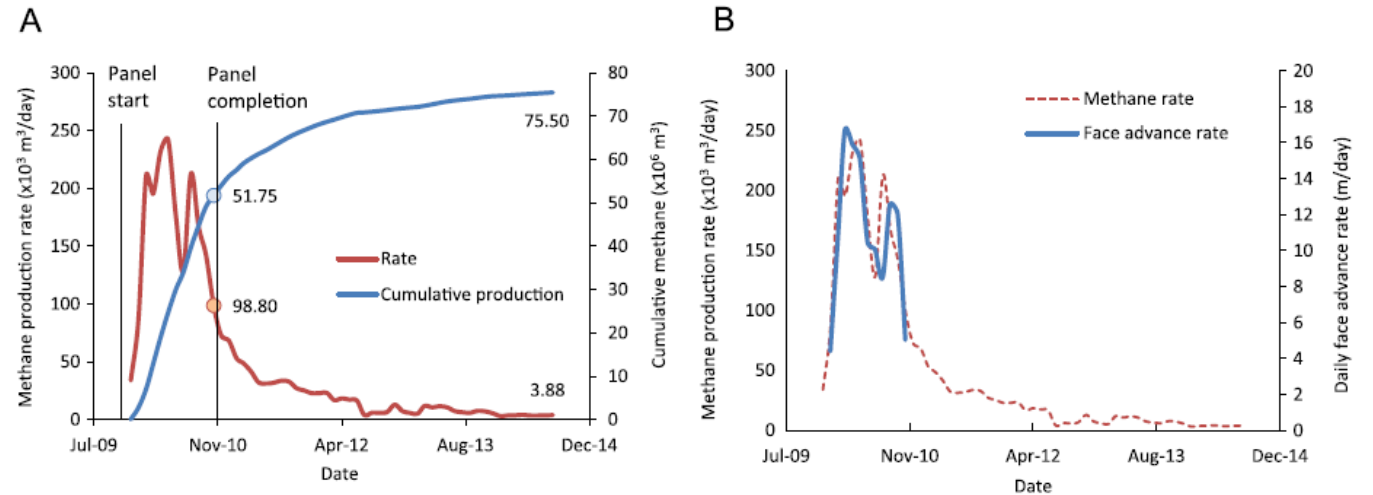 A
Methane production rate (x10³ m³/day)
300
250
200
150
100
50
0
Panel
start
Panel
completion
51.75
98.80
75.50
3.88
Rate
Cumulative production
80
70
60
50
40
30
20
10
0
Cumulative methane (x10⁶ m³)
Jul-09
Nov-10
Apr-12
Aug-13
Dec-14
Date
B
Methane production rate (x10³ m³/day)
300
250
200
150
100
50
0
Methane rate
Face advance rate
20
18
16
14
12
10
8
6
4
2
0
Daily face advance rate (m/day)
Jul-09
Nov-10
Apr-12
Aug-13
Dec-14
Date